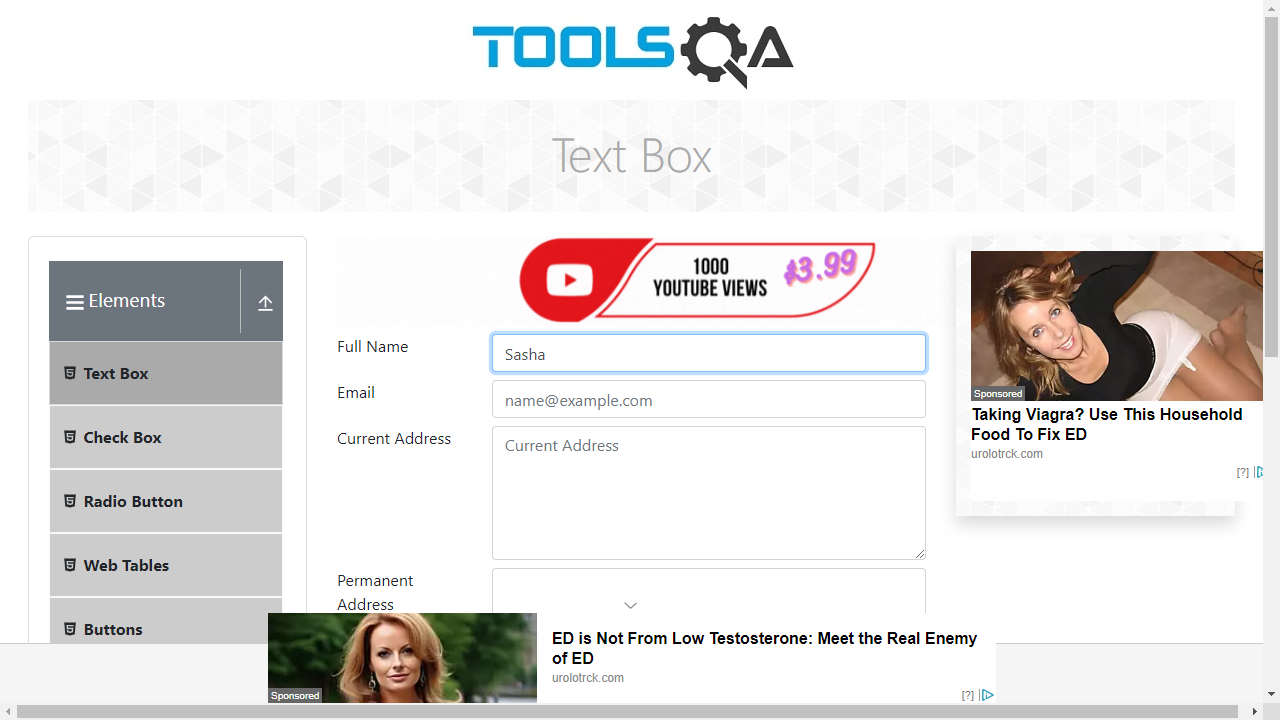 TOOLSQA
Text Box
Elements
Text Box
Check Box
Radio Button
Web Tables
Buttons
1000
YOUTUBE VIEWS
$3.99
Full Name
Sasha
Email
name@example.com
Current Address
Current Address
Permanent
Address
Sponsored
Taking Viagra? Use This Household
Food To Fix ED
urolotrck.com
[?]
Sponsored
ED is Not From Low Testosterone: Meet the Real Enemy
of ED
urolotrck.com
[?]